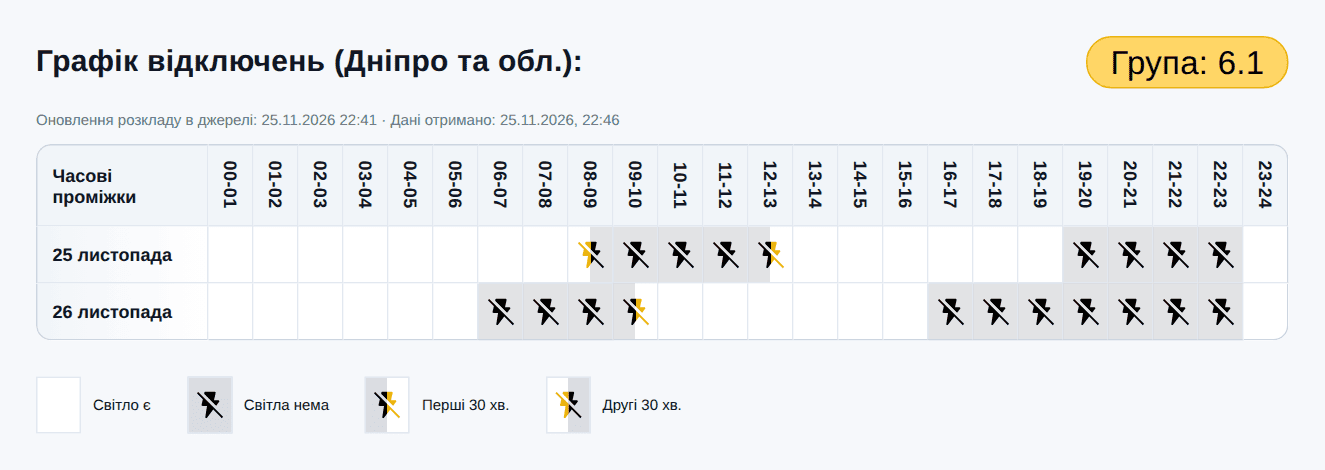 Графік відключень (Дніпро та обл.):
Група: 6.1
Оновлення розкладу в джерелі: 25.11.2026 22:41 · Дані отримано: 25.11.2026, 22:46
Часові
проміжки
00-01
01-02
02-03
03-04
04-05
05-06
06-07
07-08
08-09
09-10
10-11
11-12
12-13
13-14
14-15
15-16
16-17
17-18
18-19
19-20
20-21
21-22
22-23
23-24
25 листопада
26 листопада
Світло є
Світла нема
Перші 30 хв.
Другі 30 хв.